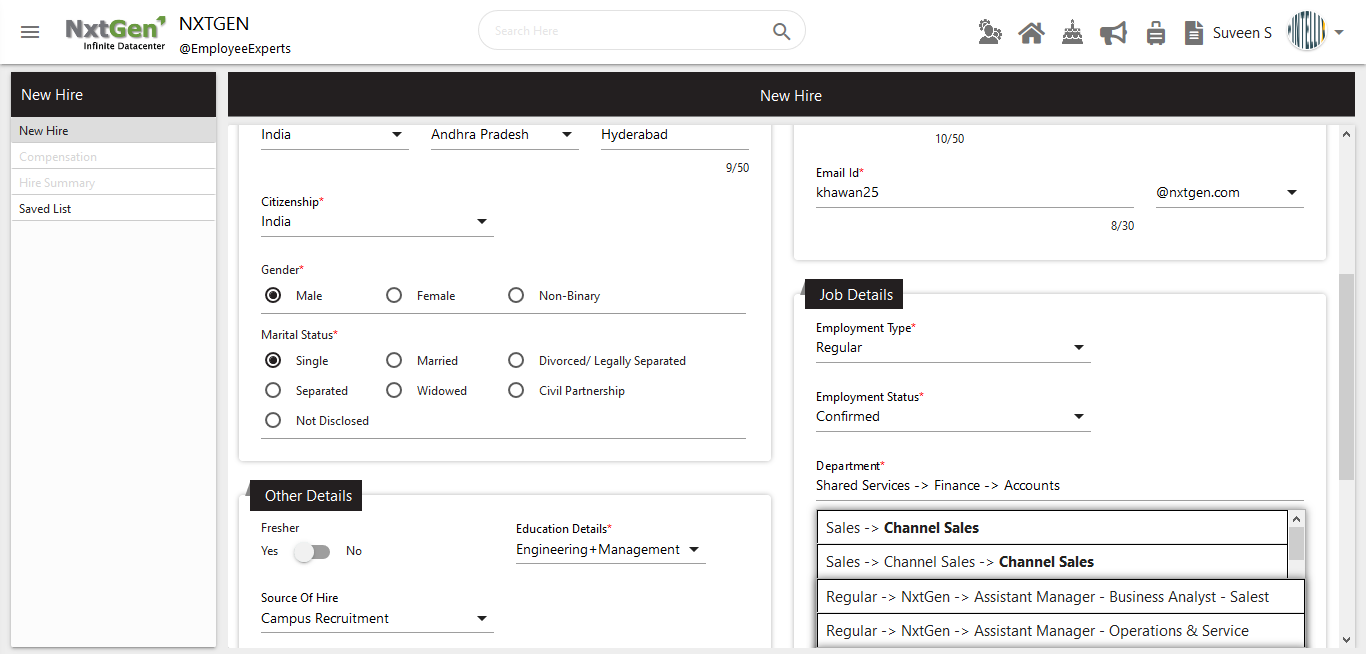 NxtGen
Infinite Datacenter
NXTGEN
@EmployeeExperts
Search Here
Suveen S
New Hire
New Hire
Compensation
Hire Summary
Saved List
New Hire
India
Andhra Pradesh
Hyderabad
9/50
Citizenship*
India
Gender*
Male
Female
Non-Binary
Marital Status*
Single
Married
Divorced/ Legally Separated
Separated
Widowed
Civil Partnership
Not Disclosed
Other Details
Fresher
Yes
No
Education Details*
Engineering+Management
Source Of Hire
Campus Recruitment
10/50
Email Id*
khawan25
@nxtgen.com
8/30
Job Details
Employment Type*
Regular
Employment Status*
Confirmed
Department*
Shared Services -> Finance -> Accounts
Sales -> Channel Sales
Sales -> Channel Sales -> Channel Sales
Regular -> NxtGen -> Assistant Manager - Business Analyst - Salest
Regular -> NxtGen -> Assistant Manager - Operations & Service